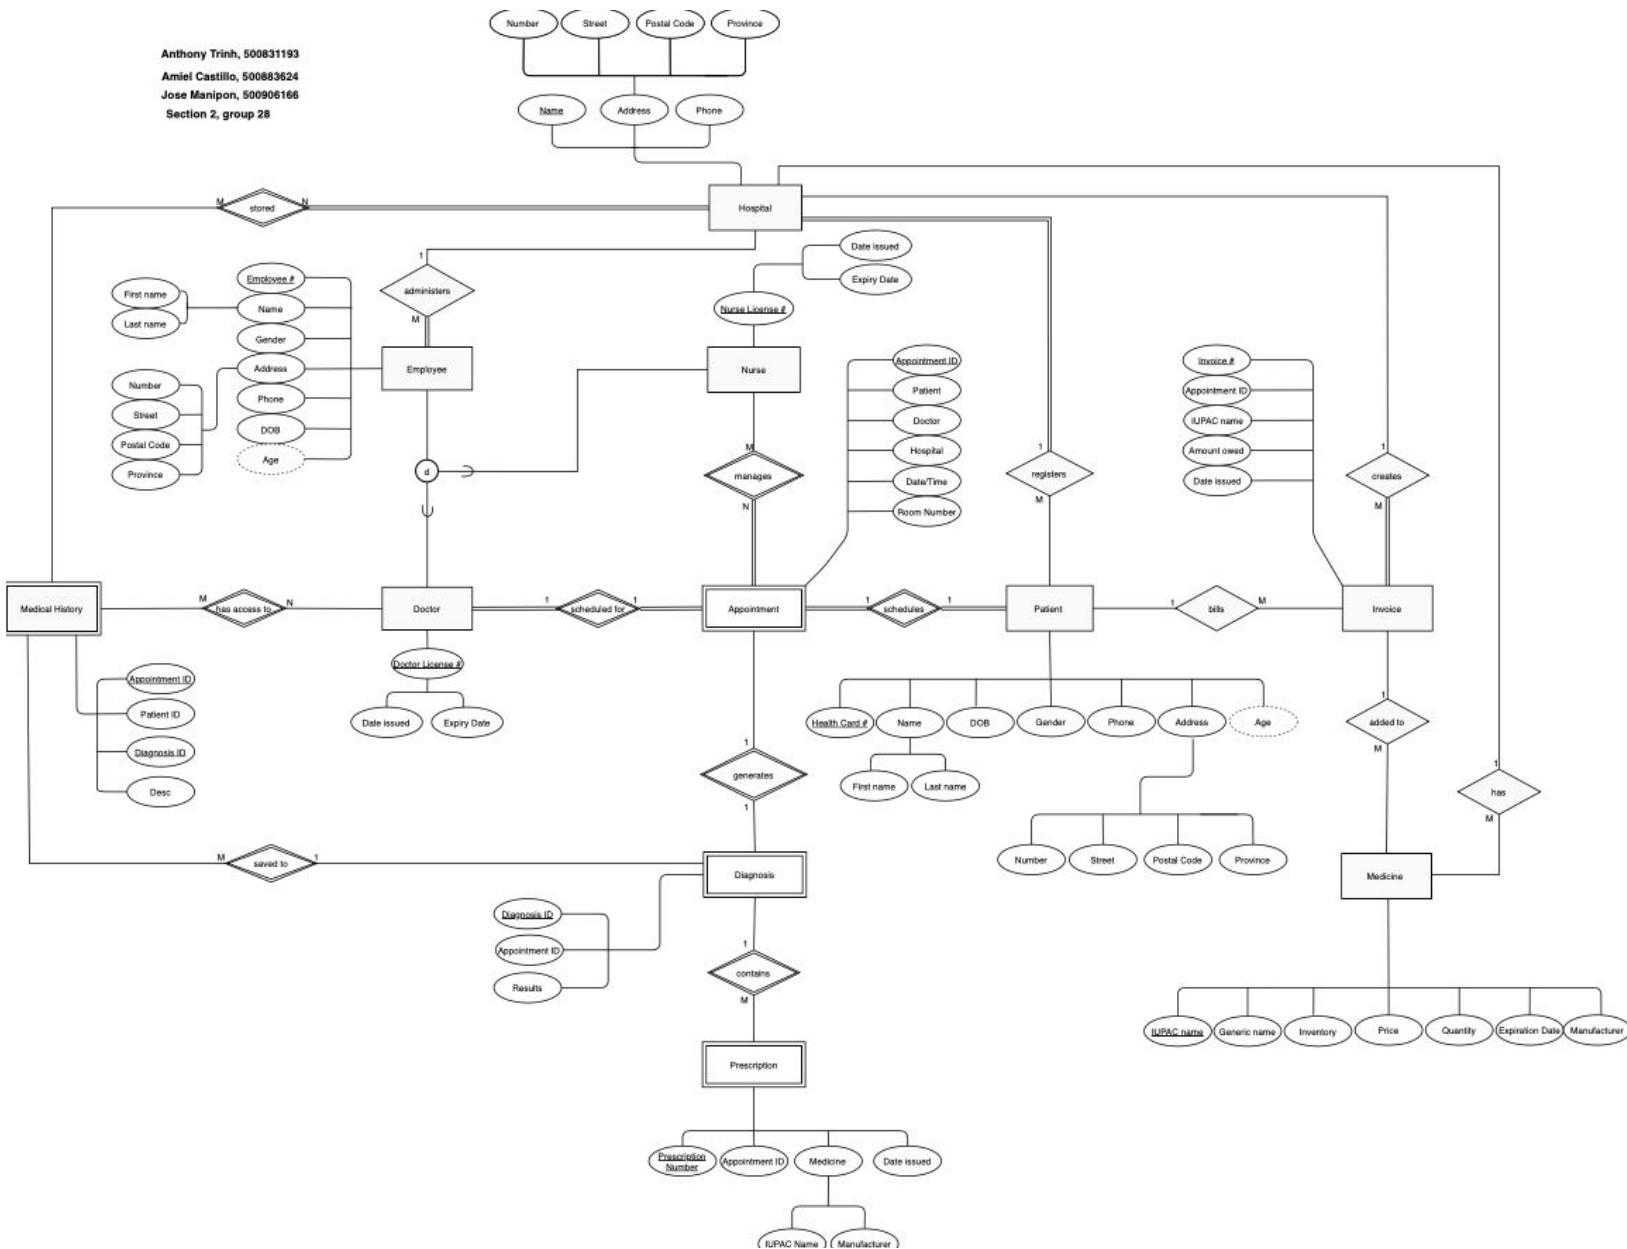 Number Street Postal Code Province
Anthony Trinh, 500831193
Amiel Castillo, 500883624
Jose Manipon, 500906166
Section 2, group 28
Name Address Phone
M stored N
Hospital
Date issued
Expiry Date
1
administers
M
Employee #
First name
Last name
Name
Gender
Address
Phone
DOB
Age
Number
Street
Postal Code
Province
Employee
Nurse License #
Nurse
d
M
manages
N
Appointment ID
Patient
Doctor
Hospital
Date/Time
Room Number
1
registers
M
Invoice #
Appointment ID
IUPAC name
Amount owed
Date issued
1
creates
M
Medical History
M has access to N
Doctor
1 scheduled for 1
Appointment
1 schedules 1
Patient
1 bills M
Invoice
Doctor License #
Date issued Expiry Date
Appointment ID
Patient ID
Diagnosis ID
Desc
Health Card # Name DOB Gender Phone Address Age
First name Last name
Number Street Postal Code Province
1
added to
M
1
has
M
1
generates
1
M saved to 1
Diagnosis
Medicine
Diagnosis ID
Appointment ID
Results
1
contains
M
IUPAC name Generic name Inventory Price Quantity Expiration Date Manufacturer
Prescription
Prescription
Number
Appointment ID Medicine Date issued
IUPAC Name Manufacturer